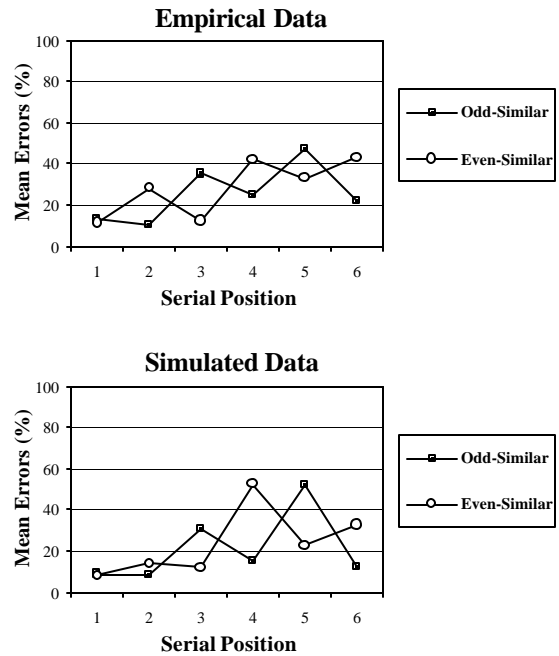 Empirical Data
Mean Errors (%)
100
80
60
40
20
0
1 2 3 4 5 6
Serial Position
Odd-Similar
Even-Similar
Simulated Data
Mean Errors (%)
100
80
60
40
20
0
1 2 3 4 5 6
Serial Position
Odd-Similar
Even-Similar